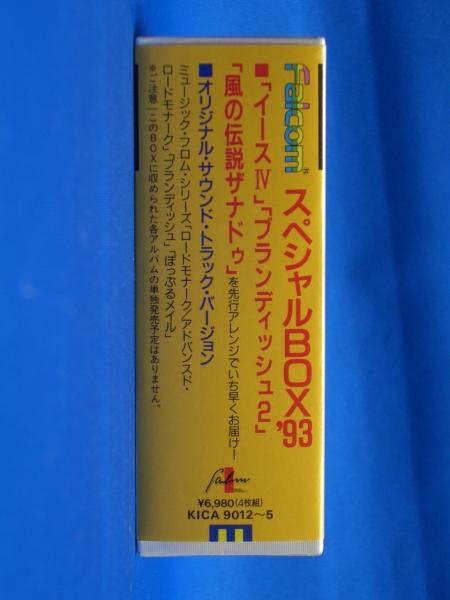 Falcom スペシャルBOX'93
■「イースⅣ」「ブランディッシュ2」
「風の伝説ザナドゥ」を先行アレンジでいち早くお届け!
■オリジナル・サウンド・トラック・バージョン
ミュージック・フロム・シリーズ「ロードモナーク/アドバンスド・
ロードモナーク」「ブランディッシュ」「ぽっぷるメイル」
※ご注意―このBOXに収められた各アルバムの単独発売予定はありません。
falcom
¥6,980(4枚組)
KICA 9012〜5